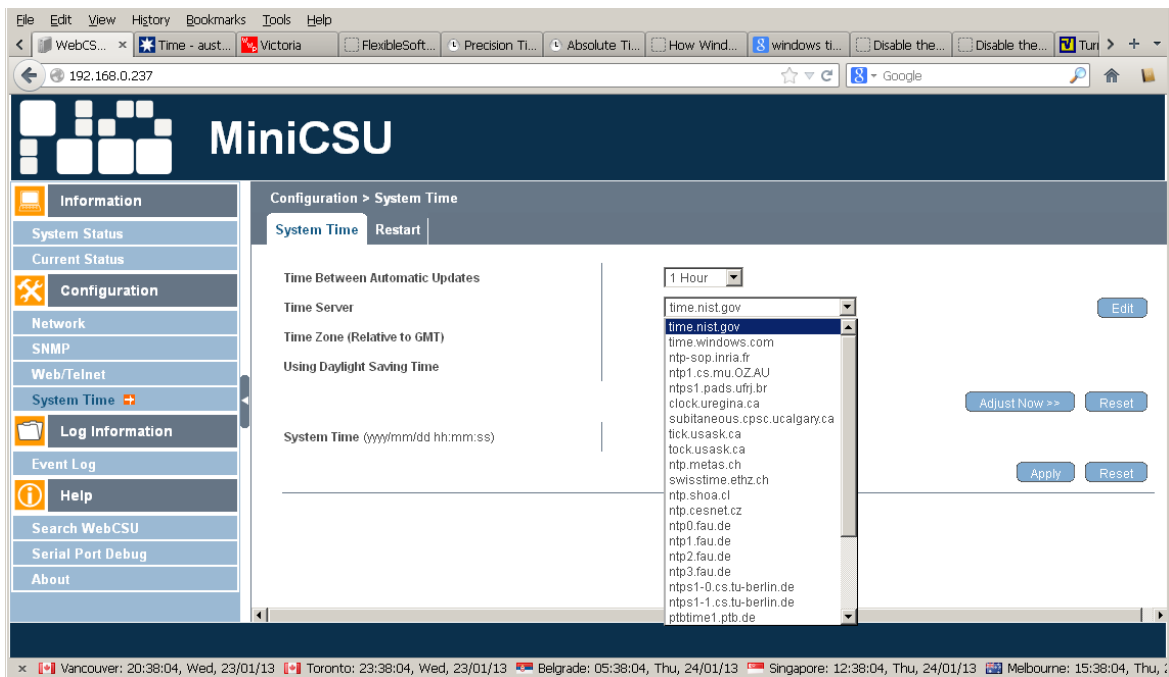 File Edit View History Bookmarks Tools Help
WebCS... × Time - aust... Victoria FlexibleSoft... Precision Ti... Absolute Ti... How Wind... windows ti... Disable the... Disable the... Turn
192.168.0.237 Google
MiniCSU
Information
System Status
Current Status
Configuration
Network
SNMP
Web/Telnet
System Time
Log Information
Event Log
Help
Search WebCSU
Serial Port Debug
About
Configuration > System Time
System Time Restart
Time Between Automatic Updates 1 Hour
Time Server time.nist.gov Edit
Time Zone (Relative to GMT)
Using Daylight Saving Time
Adjust Now >> Reset
System Time (yyyy/mm/dd hh:mm:ss)
Apply Reset
time.nist.gov
time.windows.com
ntp-sop.inria.fr
ntp1.cs.mu.OZ.AU
ntps1.pads.ufrj.br
clock.uregina.ca
subitaneous.cpsc.ucalgary.ca
tick.usask.ca
tock.usask.ca
ntp.metas.ch
swisstime.ethz.ch
ntp.shoa.cl
ntp.cesnet.cz
ntp0.fau.de
ntp1.fau.de
ntp2.fau.de
ntp3.fau.de
ntps1-0.cs.tu-berlin.de
ntps1-1.cs.tu-berlin.de
ptbtime1.ptb.de
× Vancouver: 20:38:04, Wed, 23/01/13 Toronto: 23:38:04, Wed, 23/01/13 Belgrade: 05:38:04, Thu, 24/01/13 Singapore: 12:38:04, Thu, 24/01/13 Melbourne: 15:38:04, Thu,